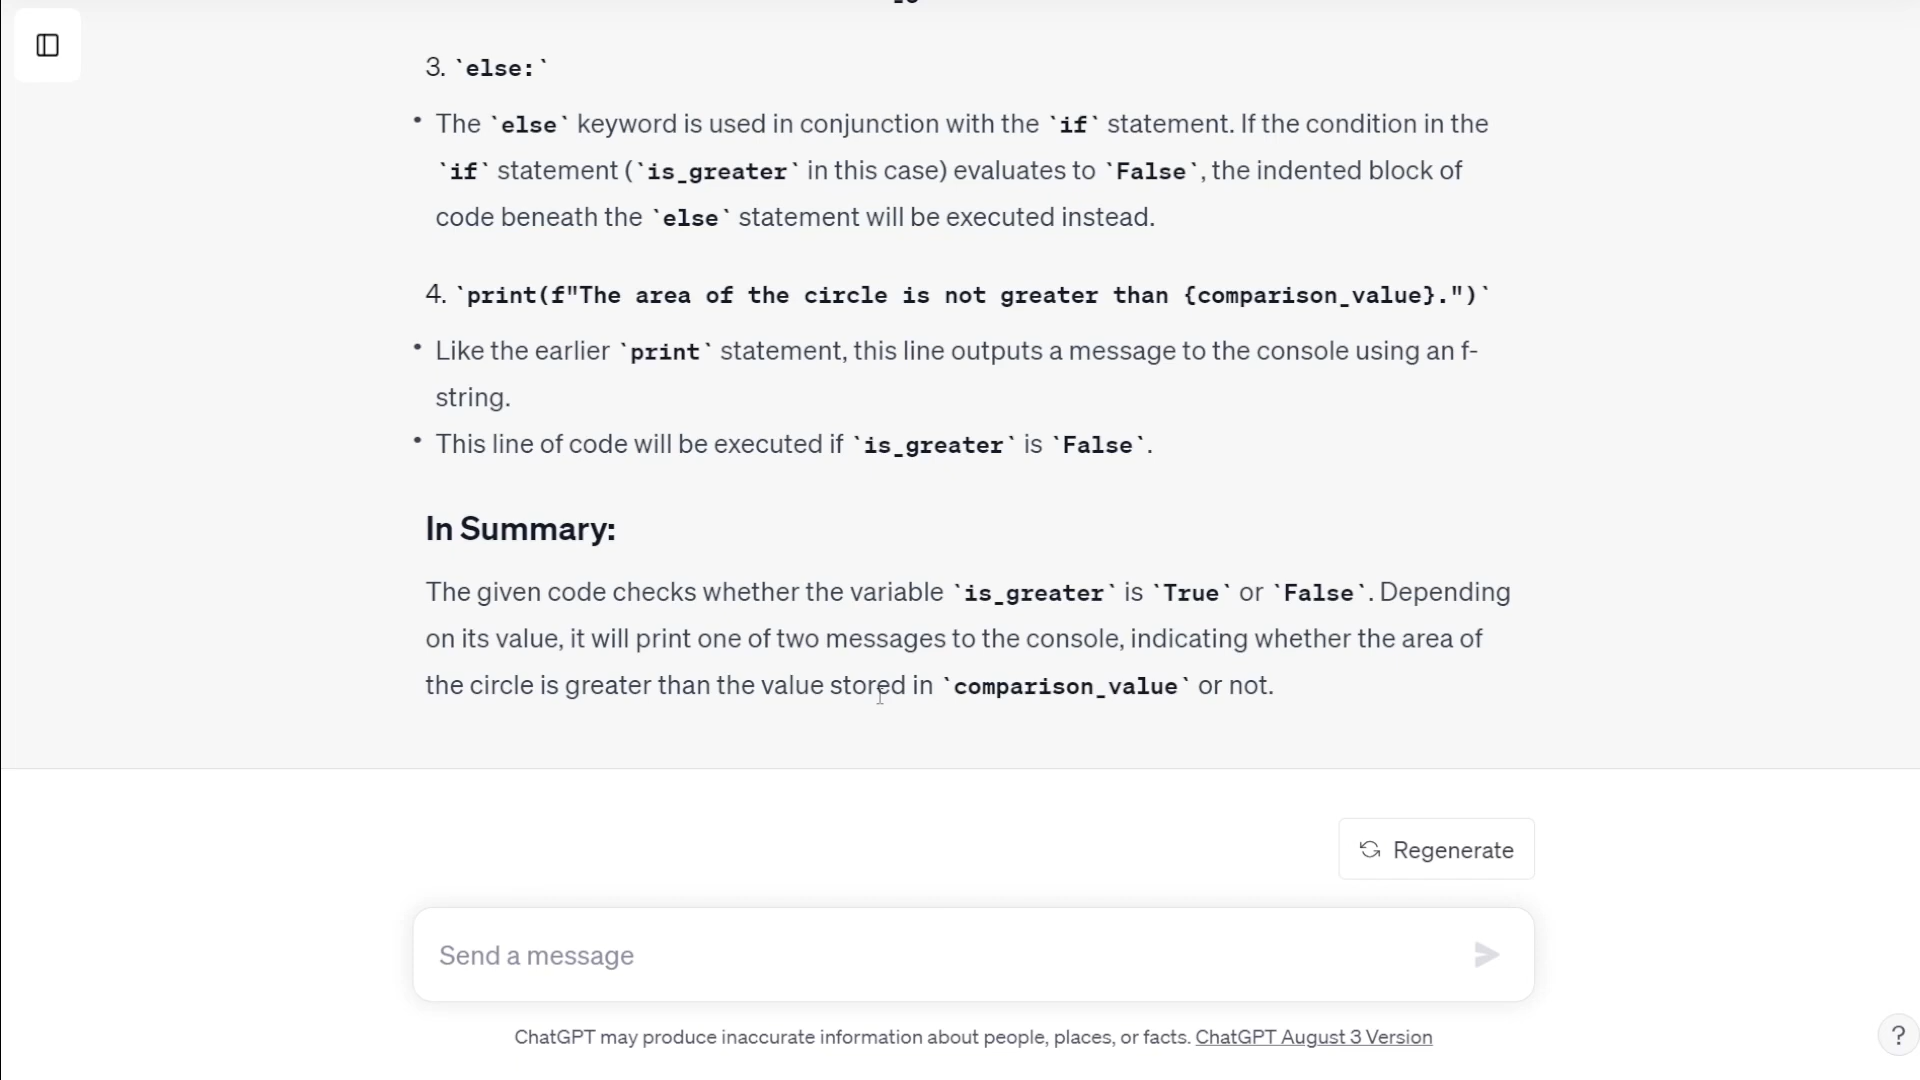 3. `else:`
• The `else` keyword is used in conjunction with the `if` statement. If the condition in the
`if` statement (`is_greater` in this case) evaluates to `False`, the indented block of
code beneath the `else` statement will be executed instead.
4. `print(f"The area of the circle is not greater than {comparison_value}.")`
• Like the earlier `print` statement, this line outputs a message to the console using an f-
string.
• This line of code will be executed if `is_greater` is `False`.
In Summary:
The given code checks whether the variable `is_greater` is `True` or `False`. Depending
on its value, it will print one of two messages to the console, indicating whether the area of
the circle is greater than the value stored in `comparison_value` or not.
Regenerate
Send a message
ChatGPT may produce inaccurate information about people, places, or facts. ChatGPT August 3 Version
?